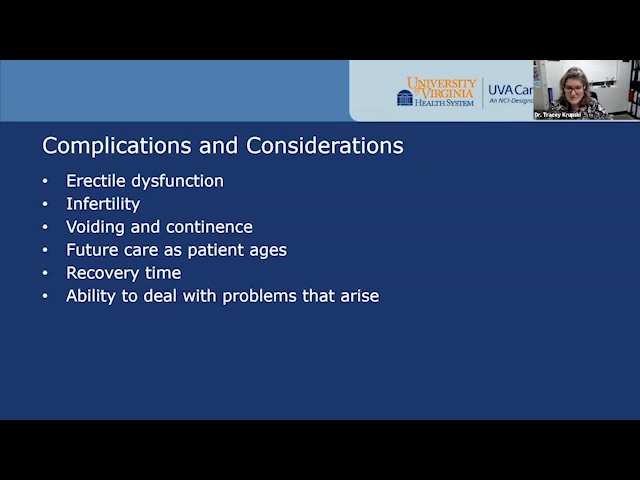 UNIVERSITY
of VIRGINIA
HEALTH SYSTEM
UVA Can
An NCI-Designa
Dr. Tracey Krupski
Complications and Considerations
• Erectile dysfunction
• Infertility
• Voiding and continence
• Future care as patient ages
• Recovery time
• Ability to deal with problems that arise